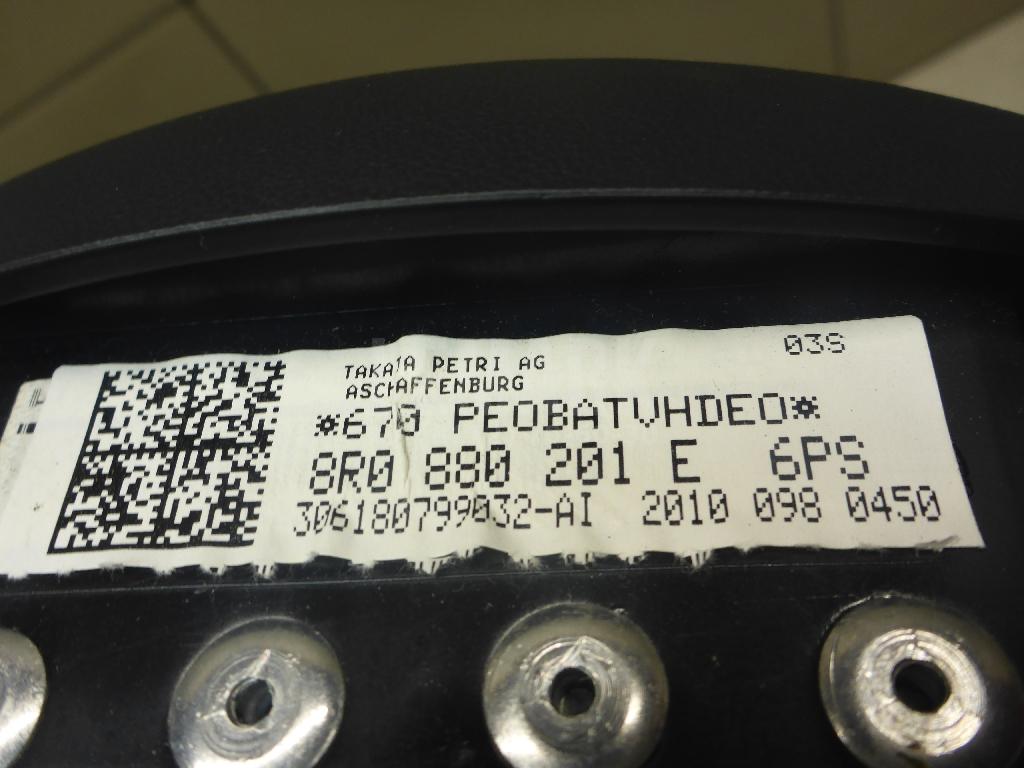 03S
TAKATA PETRI AG
ASCHAFFENBURG
*670 PEOBATVHDEO*
8R0 880 201 E 6PS
306180799032-AI 2010 098 0450